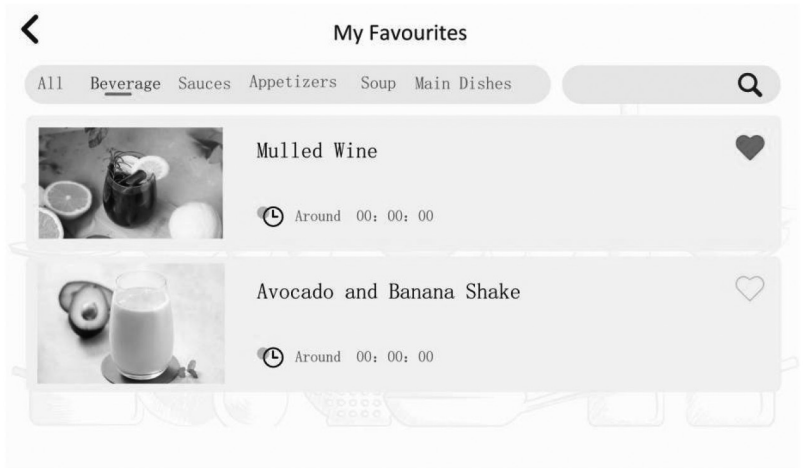 My Favourites
All Beverage Sauces Appetizers Soup Main Dishes
Mulled Wine
Around 00: 00: 00
Avocado and Banana Shake
Around 00: 00: 00